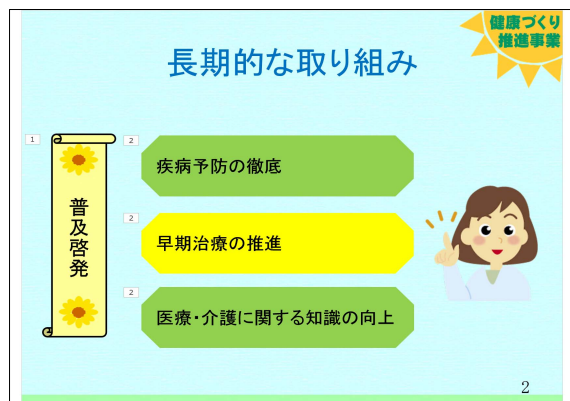 健康づくり
推進事業
長期的な取り組み
1
普及啓発
2
疾病予防の徹底
2
早期治療の推進
2
医療・介護に関する知識の向上
2